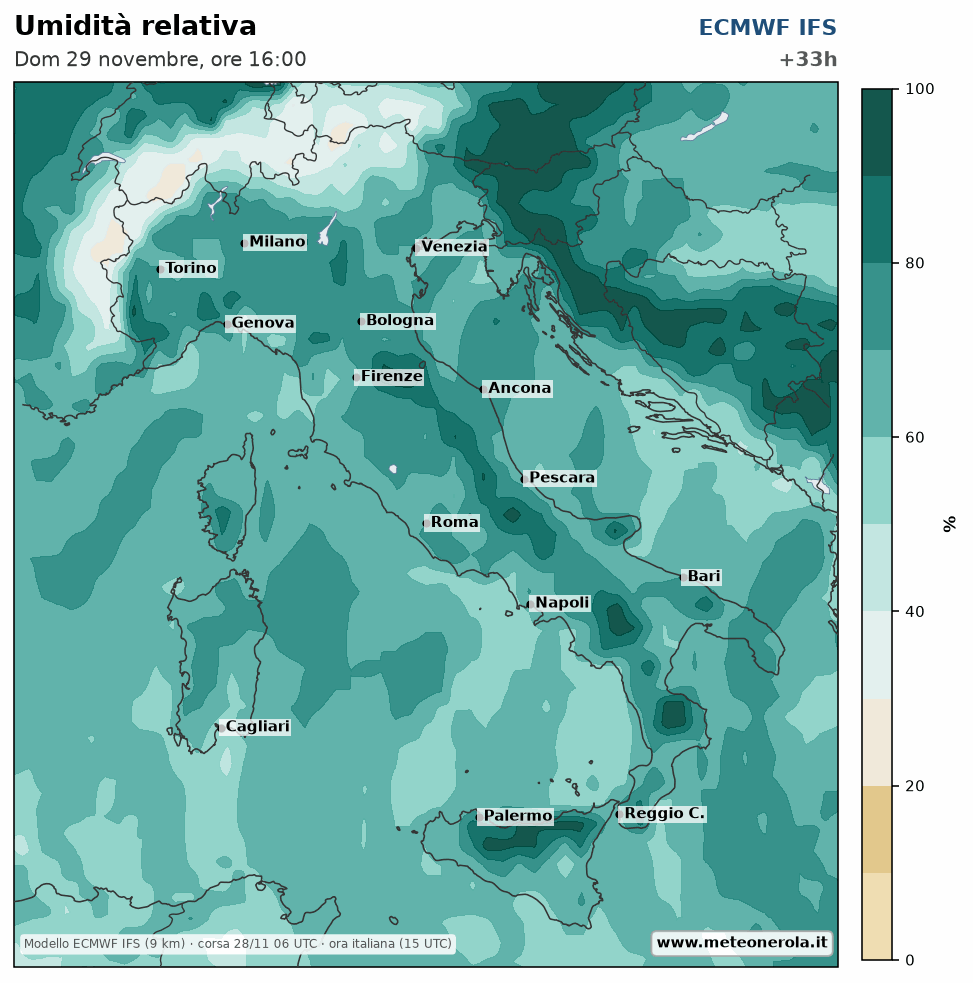 Umidità relativa
ECMWF IFS
Dom 29 novembre, ore 16:00
+33h
100
80
60
40
20
0
%
Milano
Venezia
Torino
Genova
Bologna
Firenze
Ancona
Pescara
Roma
Bari
Napoli
Cagliari
Palermo
Reggio C.
Modello ECMWF IFS (9 km) · corsa 28/11 06 UTC · ora italiana (15 UTC)
www.meteonerola.it